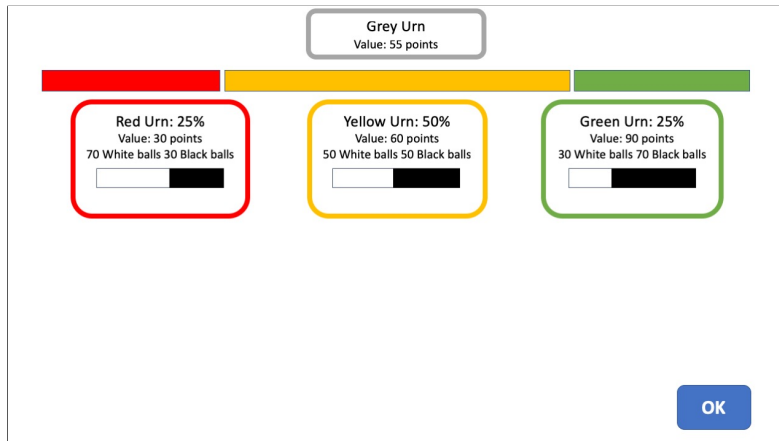 Grey Urn
Value: 55 points
Red Urn: 25%
Value: 30 points
70 White balls 30 Black balls
Yellow Urn: 50%
Value: 60 points
50 White balls 50 Black balls
Green Urn: 25%
Value: 90 points
30 White balls 70 Black balls
OK